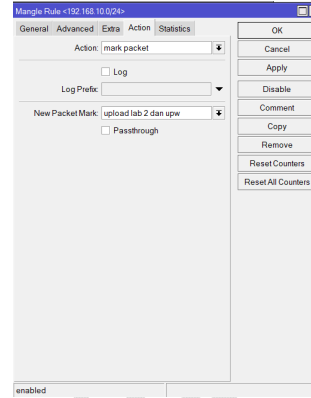 Mangle Rule <192.168.10.0/24>
General Advanced Extra Action Statistics
Action: mark packet
Log
Log Prefix:
New Packet Mark: upload lab 2 dan upw
Passthrough
OK
Cancel
Apply
Disable
Comment
Copy
Remove
Reset Counters
Reset All Counters
enabled